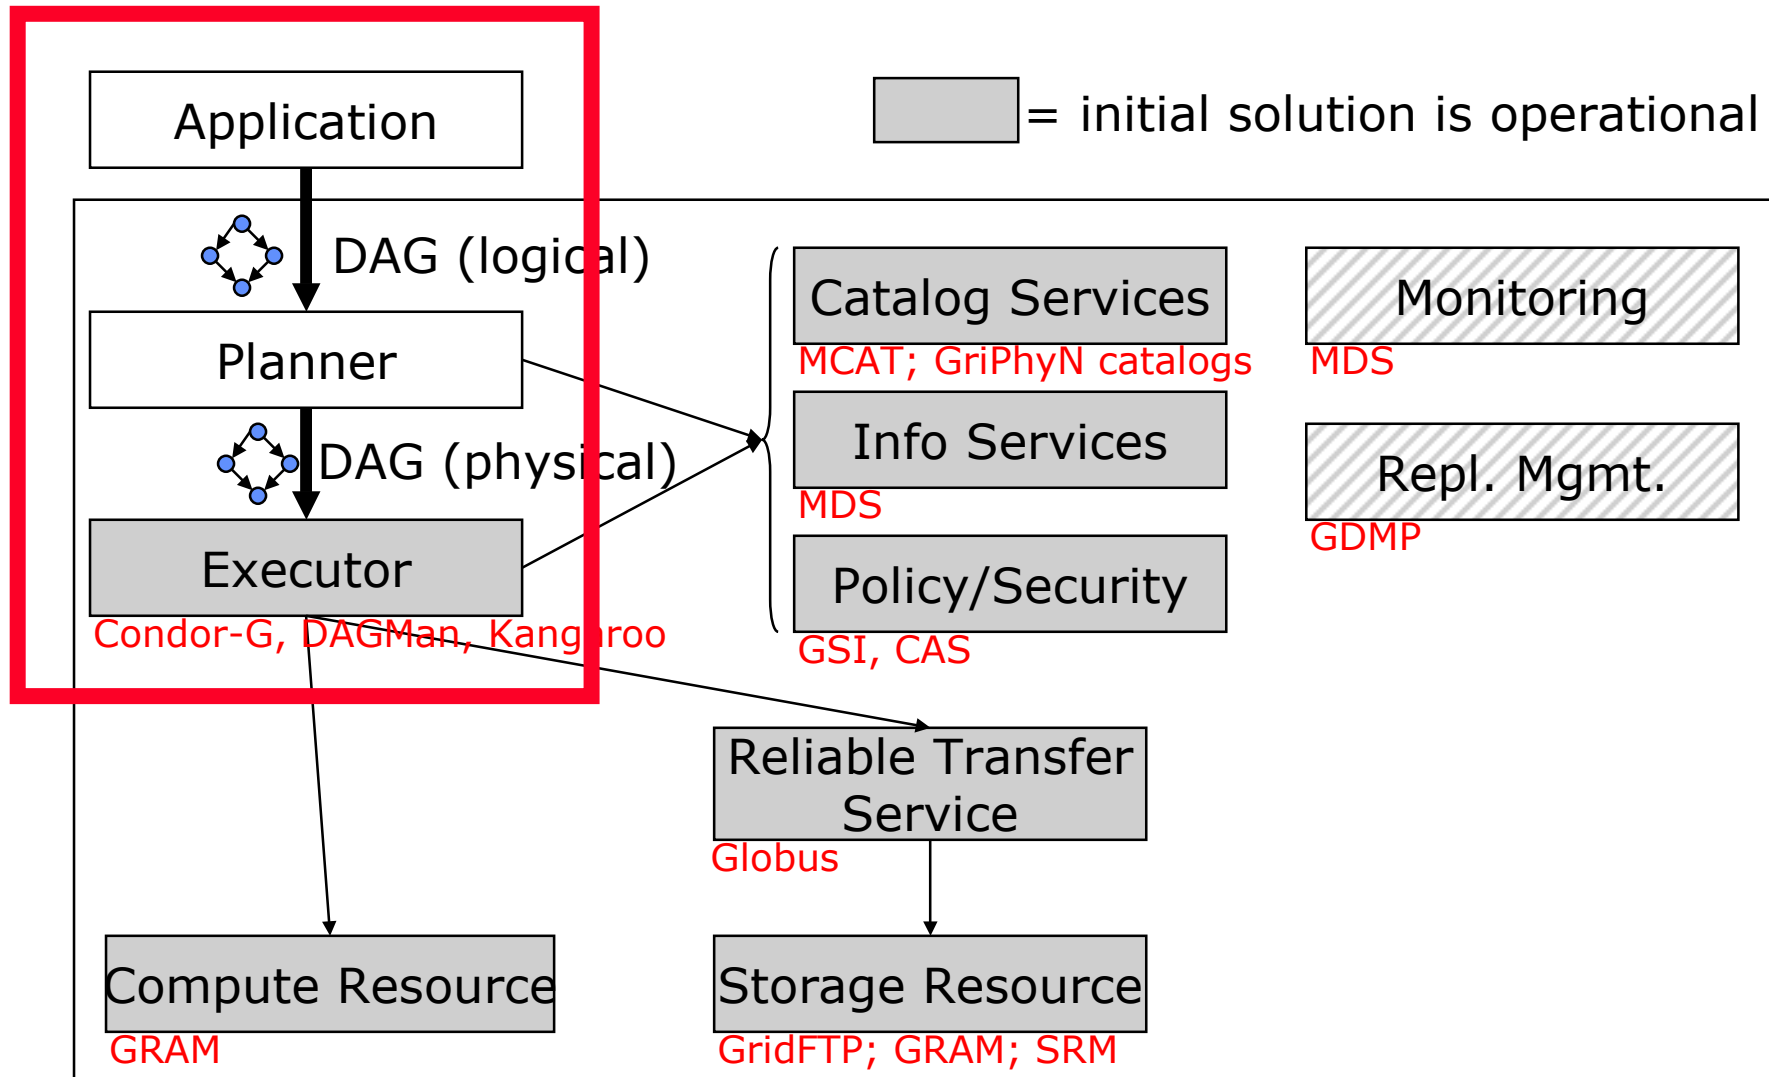 Application
= initial solution is operational
DAG (logical)
Catalog Services
MCAT; GriPhyN catalogs
Monitoring
MDS
Planner
Info Services
MDS
DAG (physical)
Repl. Mgmt.
GDMP
Executor
Condor-G, DAGMan, Kangaroo
Policy/Security
GSI, CAS
Reliable Transfer
Service
Globus
Compute Resource
GRAM
Storage Resource
GridFTP; GRAM; SRM